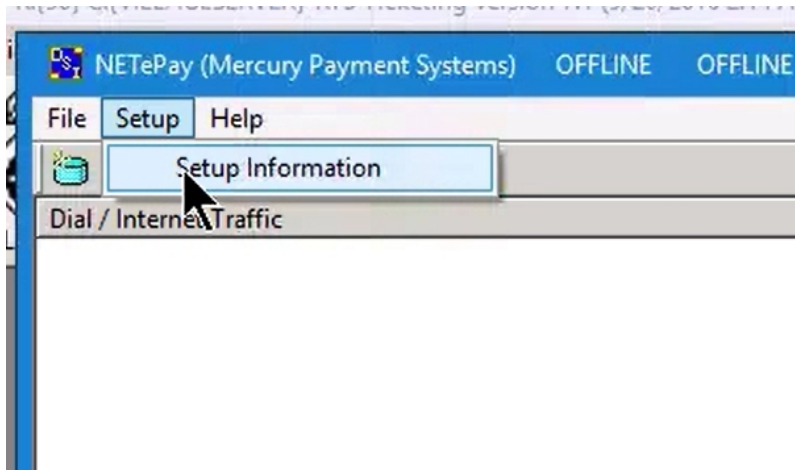 NETePay (Mercury Payment Systems) OFFLINE OFFLINE
File Setup Help
Setup Information
Dial / Internet Traffic